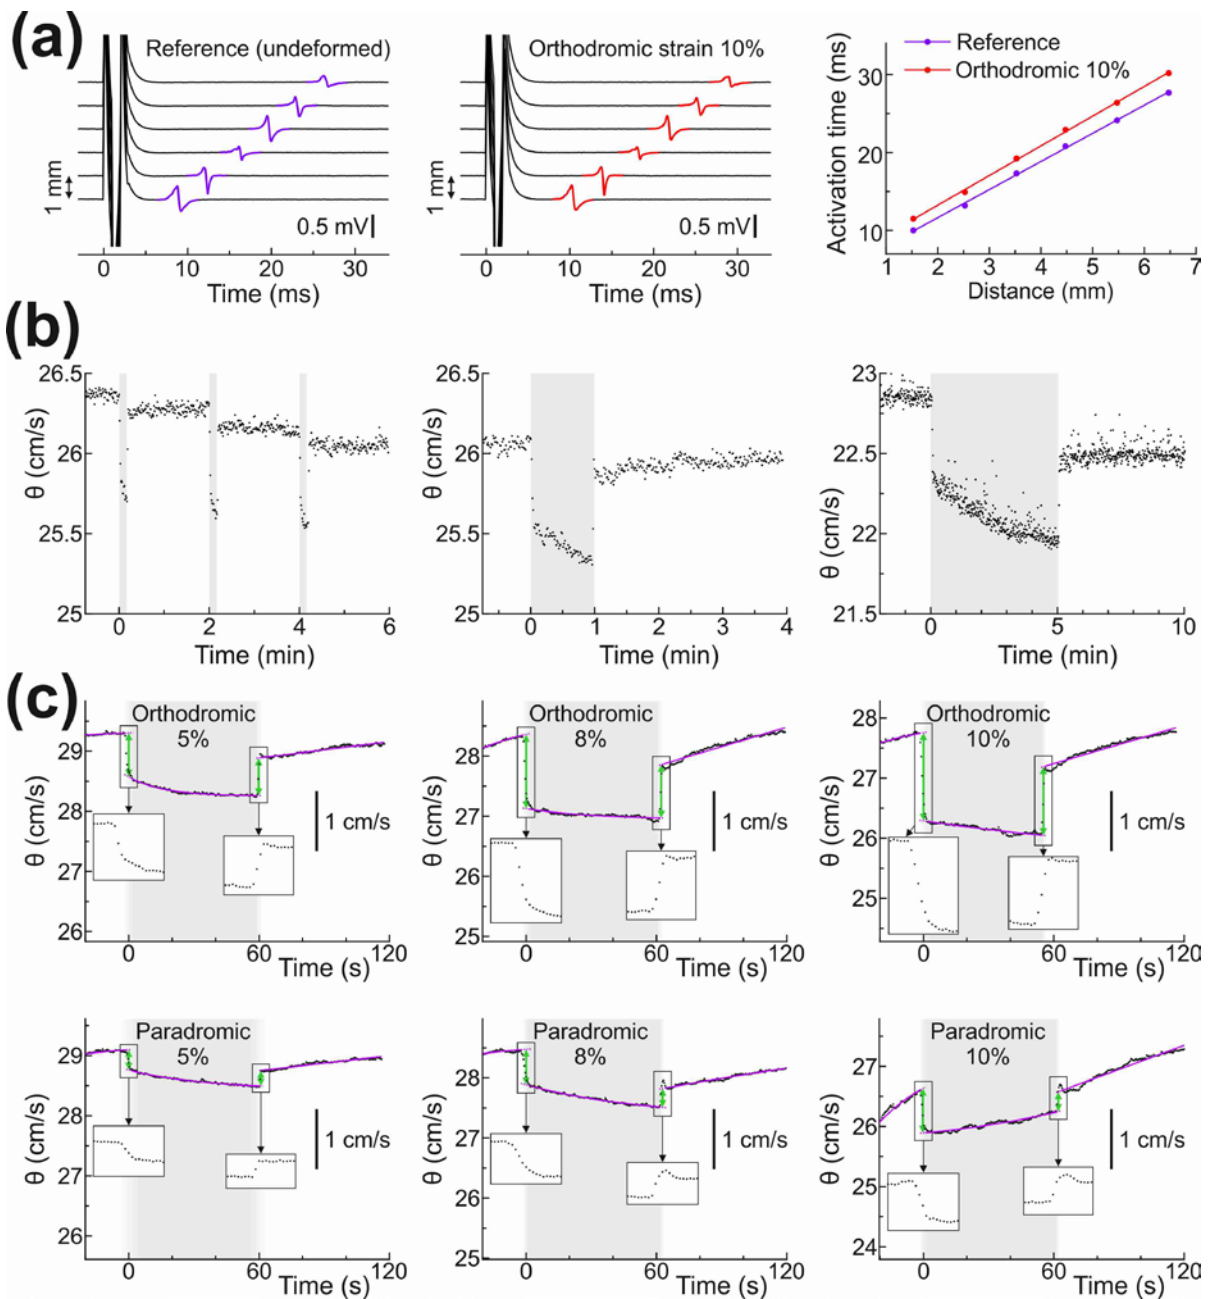 (a)
Reference (undeformed)
1 mm
0.5 mV
0 10 20 30
Time (ms)
Orthodromic strain 10%
1 mm
0.5 mV
0 10 20 30
Time (ms)
Reference
Orthodromic 10%
Activation time (ms)
30
20
10
1 2 3 4 5 6 7
Distance (mm)
(b)
θ (cm/s)
26.5
26
25.5
25
0 2 4 6
Time (min)
θ (cm/s)
26.5
26
25.5
25
0 1 2 3 4
Time (min)
θ (cm/s)
23
22.5
22
21.5
0 5 10
Time (min)
(c)
Orthodromic
5%
θ (cm/s)
29
28
27
26
1 cm/s
0 60 120
Time (s)
Orthodromic
8%
θ (cm/s)
28
27
26
25
1 cm/s
0 60 120
Time (s)
Orthodromic
10%
θ (cm/s)
28
27
26
25
1 cm/s
0 60 120
Time (s)
Paradromic
5%
θ (cm/s)
29
28
27
26
1 cm/s
0 60 120
Time (s)
Paradromic
8%
θ (cm/s)
28
27
26
25
1 cm/s
0 60 120
Time (s)
Paradromic
10%
θ (cm/s)
27
26
25
24
1 cm/s
0 60 120
Time (s)